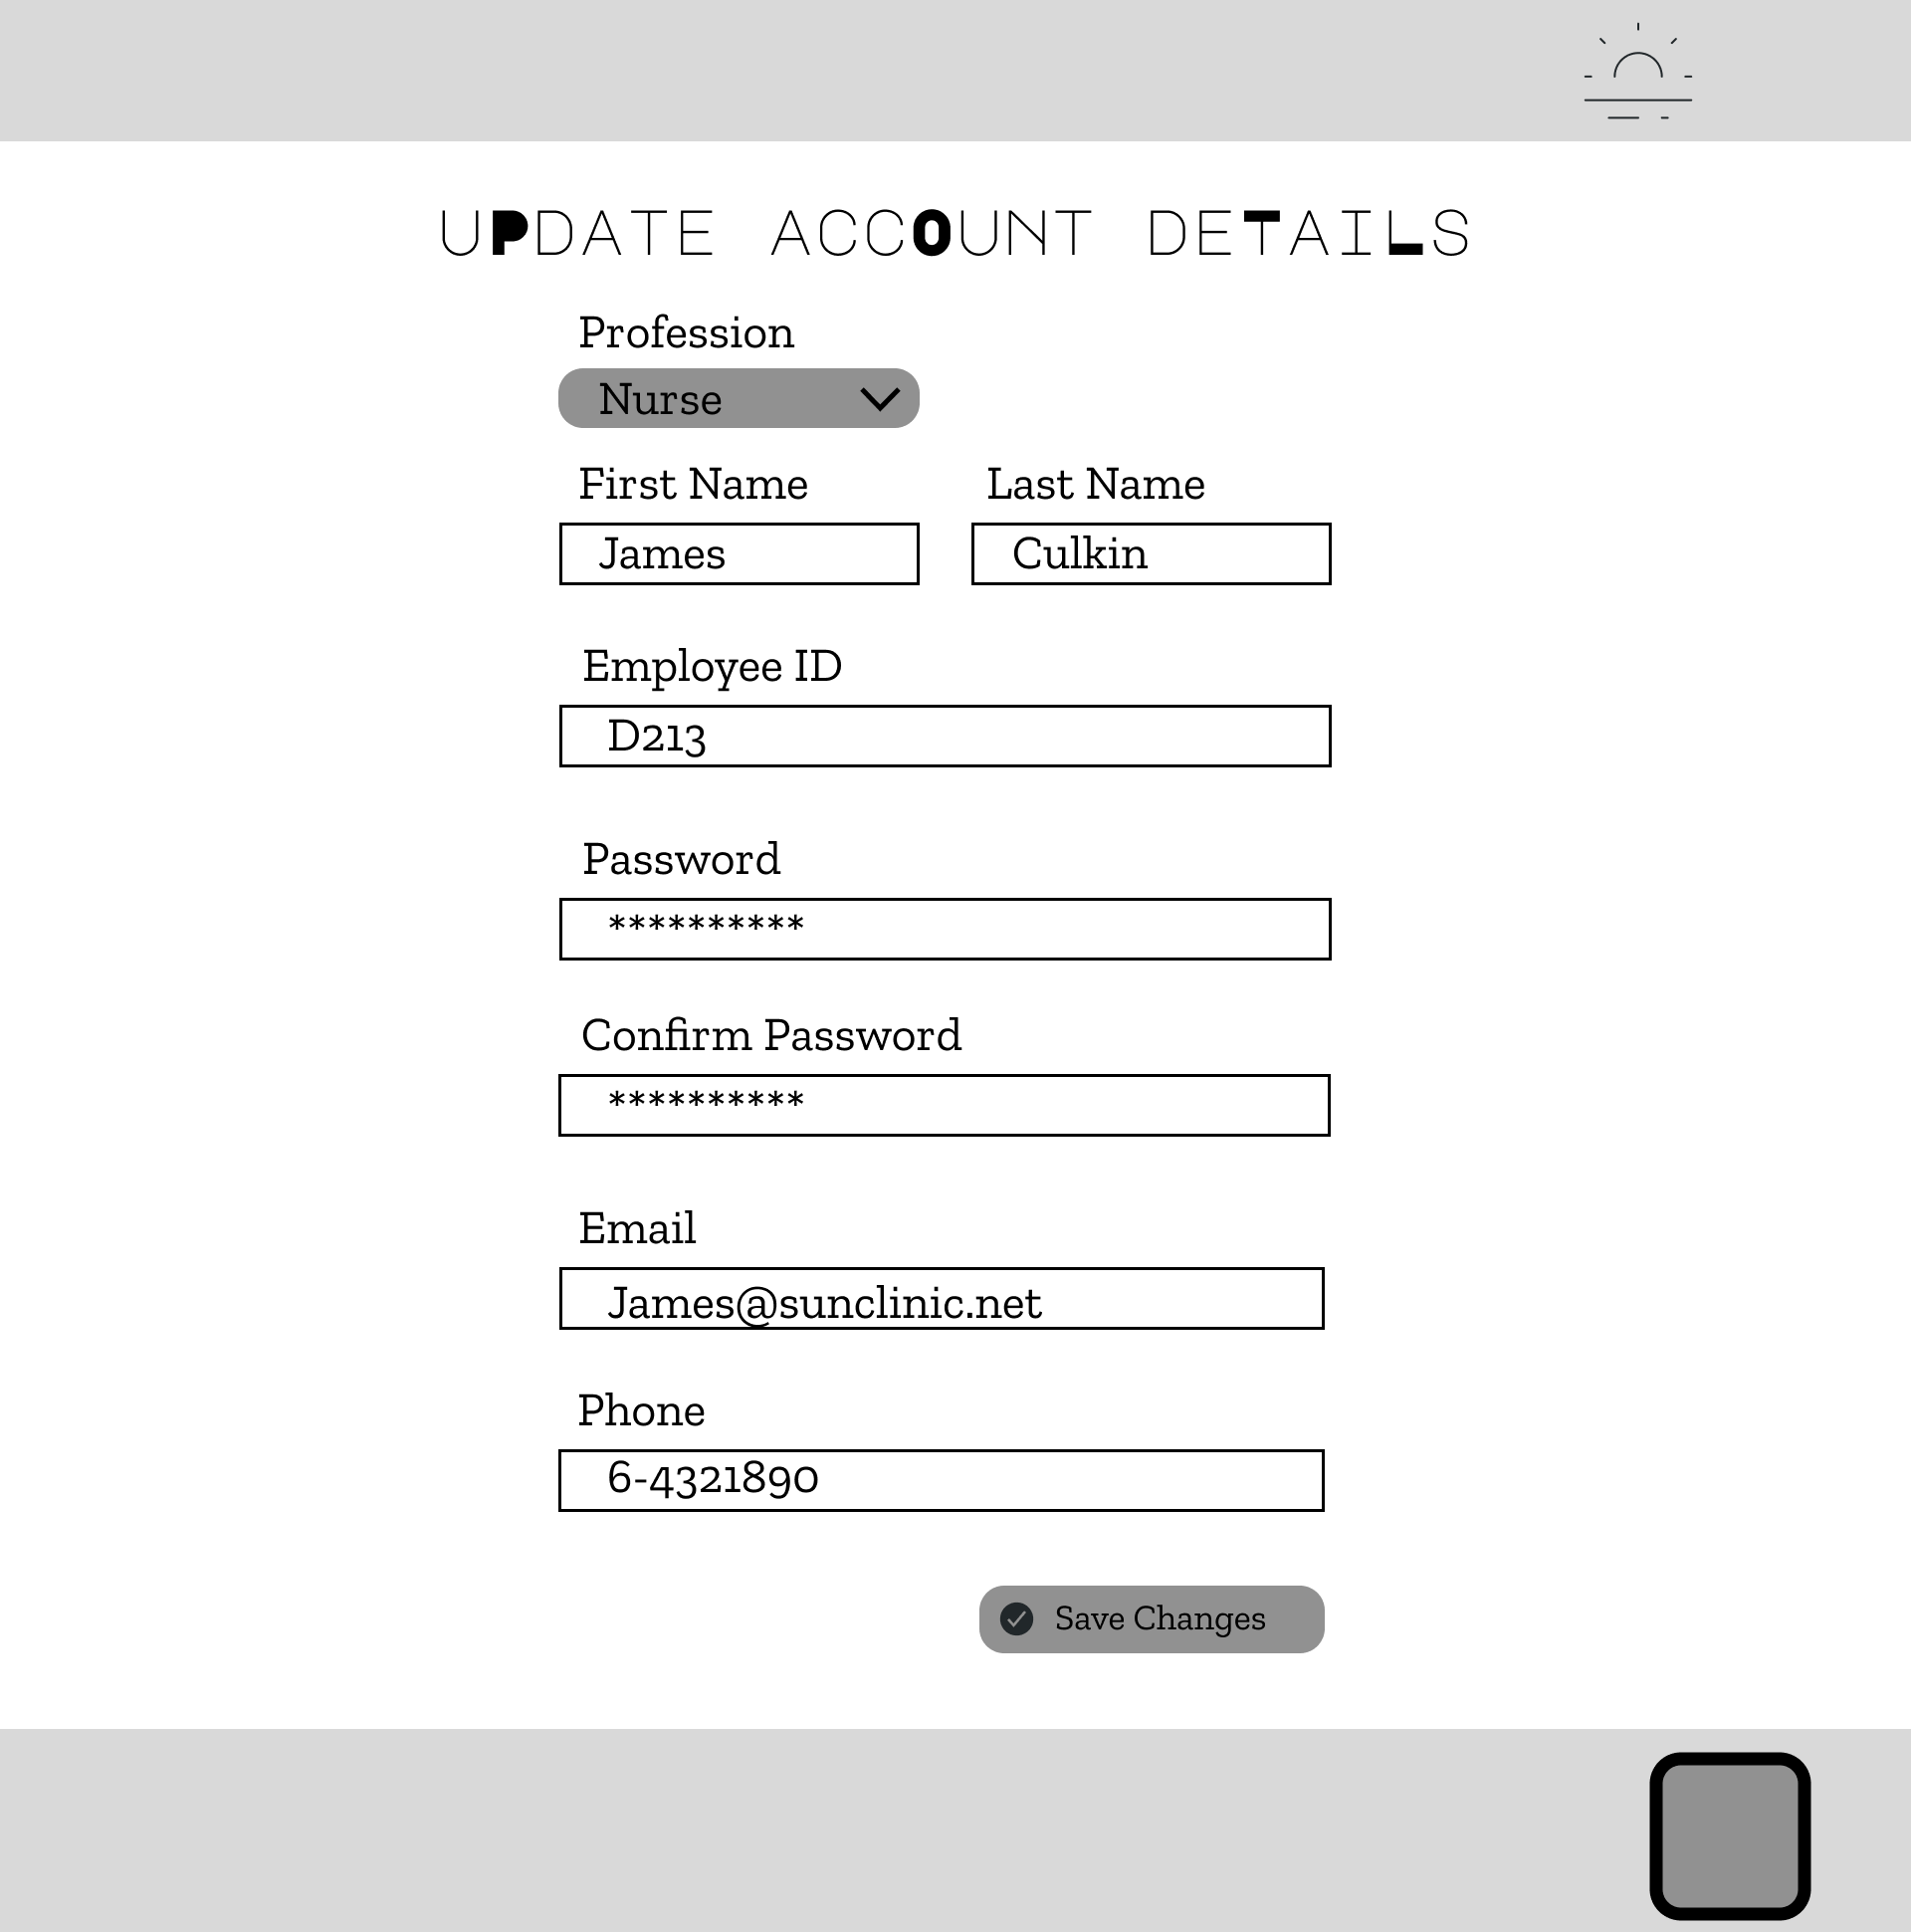 UPDATE ACCOUNT DETAILS
Profession
Nurse
First Name Last Name
James Culkin
Employee ID
D213
Password
**********
Confirm Password
**********
Email
James@sunclinic.net
Phone
6-4321890
Save Changes